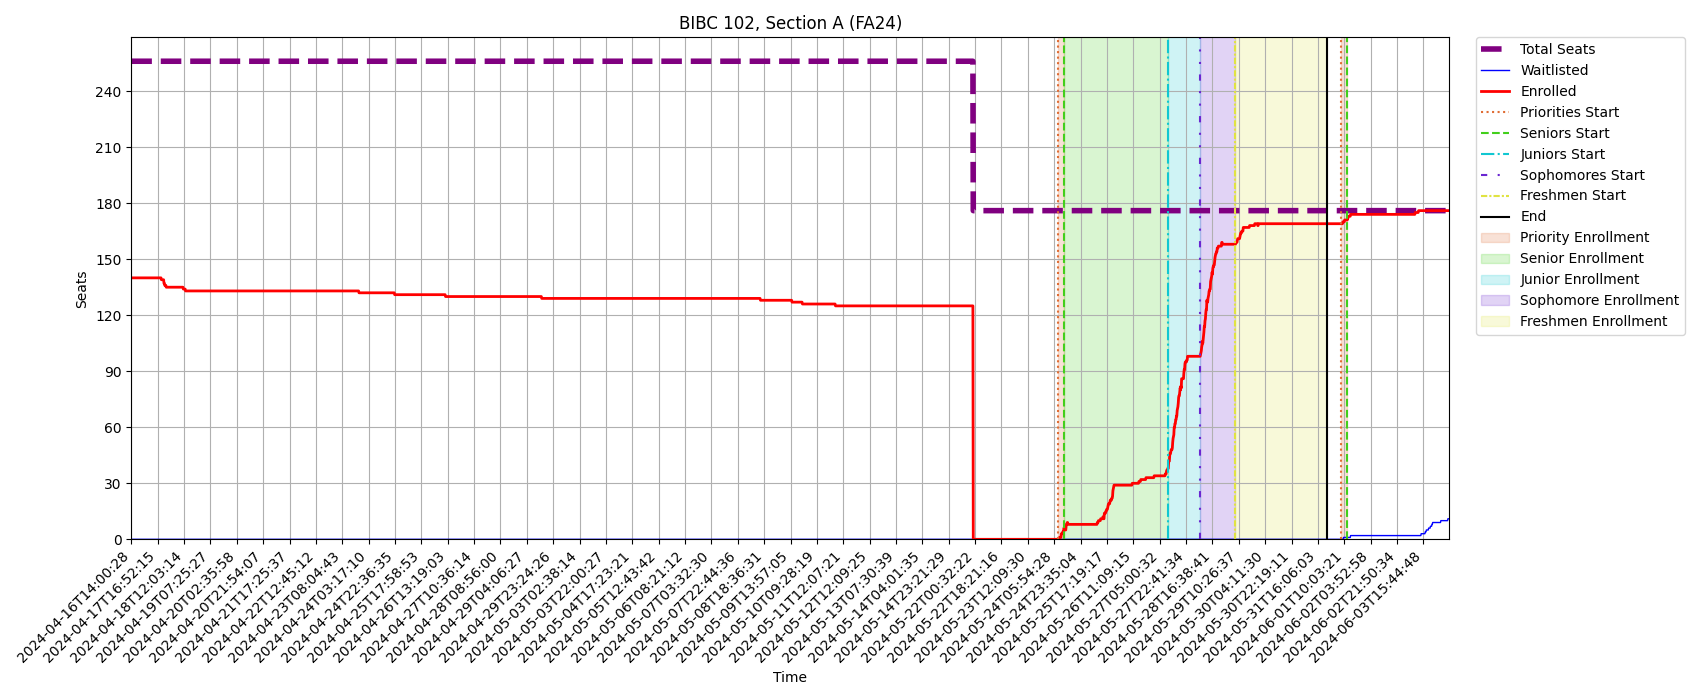 BIBC 102, Section A (FA24)
Seats
240
210
180
150
120
90
60
30
0
2024-04-16T14:00:28
2024-04-17T16:52:15
2024-04-18T12:03:14
2024-04-19T07:25:27
2024-04-20T02:35:58
2024-04-20T21:54:07
2024-04-21T17:25:37
2024-04-22T12:45:12
2024-04-23T08:04:43
2024-04-24T03:17:10
2024-04-24T22:36:35
2024-04-25T17:58:53
2024-04-26T13:19:03
2024-04-27T10:36:14
2024-04-28T08:56:00
2024-04-29T04:06:27
2024-04-29T23:24:26
2024-05-03T02:38:14
2024-05-03T22:00:27
2024-05-04T17:23:21
2024-05-05T12:43:42
2024-05-06T08:21:12
2024-05-07T03:32:30
2024-05-07T22:44:36
2024-05-08T18:36:31
2024-05-09T13:57:05
2024-05-10T09:28:19
2024-05-11T12:07:21
2024-05-12T12:09:25
2024-05-13T07:30:39
2024-05-14T04:01:35
2024-05-14T23:21:29
2024-05-22T00:32:22
2024-05-22T18:21:16
2024-05-23T12:09:30
2024-05-24T05:54:28
2024-05-24T23:35:04
2024-05-25T17:19:17
2024-05-26T11:09:15
2024-05-27T05:00:32
2024-05-27T22:41:34
2024-05-28T16:38:41
2024-05-29T10:26:37
2024-05-30T04:11:30
2024-05-30T22:19:11
2024-05-31T16:06:03
2024-06-01T10:03:21
2024-06-02T03:52:58
2024-06-02T21:50:34
2024-06-03T15:44:48
Time
Total Seats
Waitlisted
Enrolled
Priorities Start
Seniors Start
Juniors Start
Sophomores Start
Freshmen Start
End
Priority Enrollment
Senior Enrollment
Junior Enrollment
Sophomore Enrollment
Freshmen Enrollment